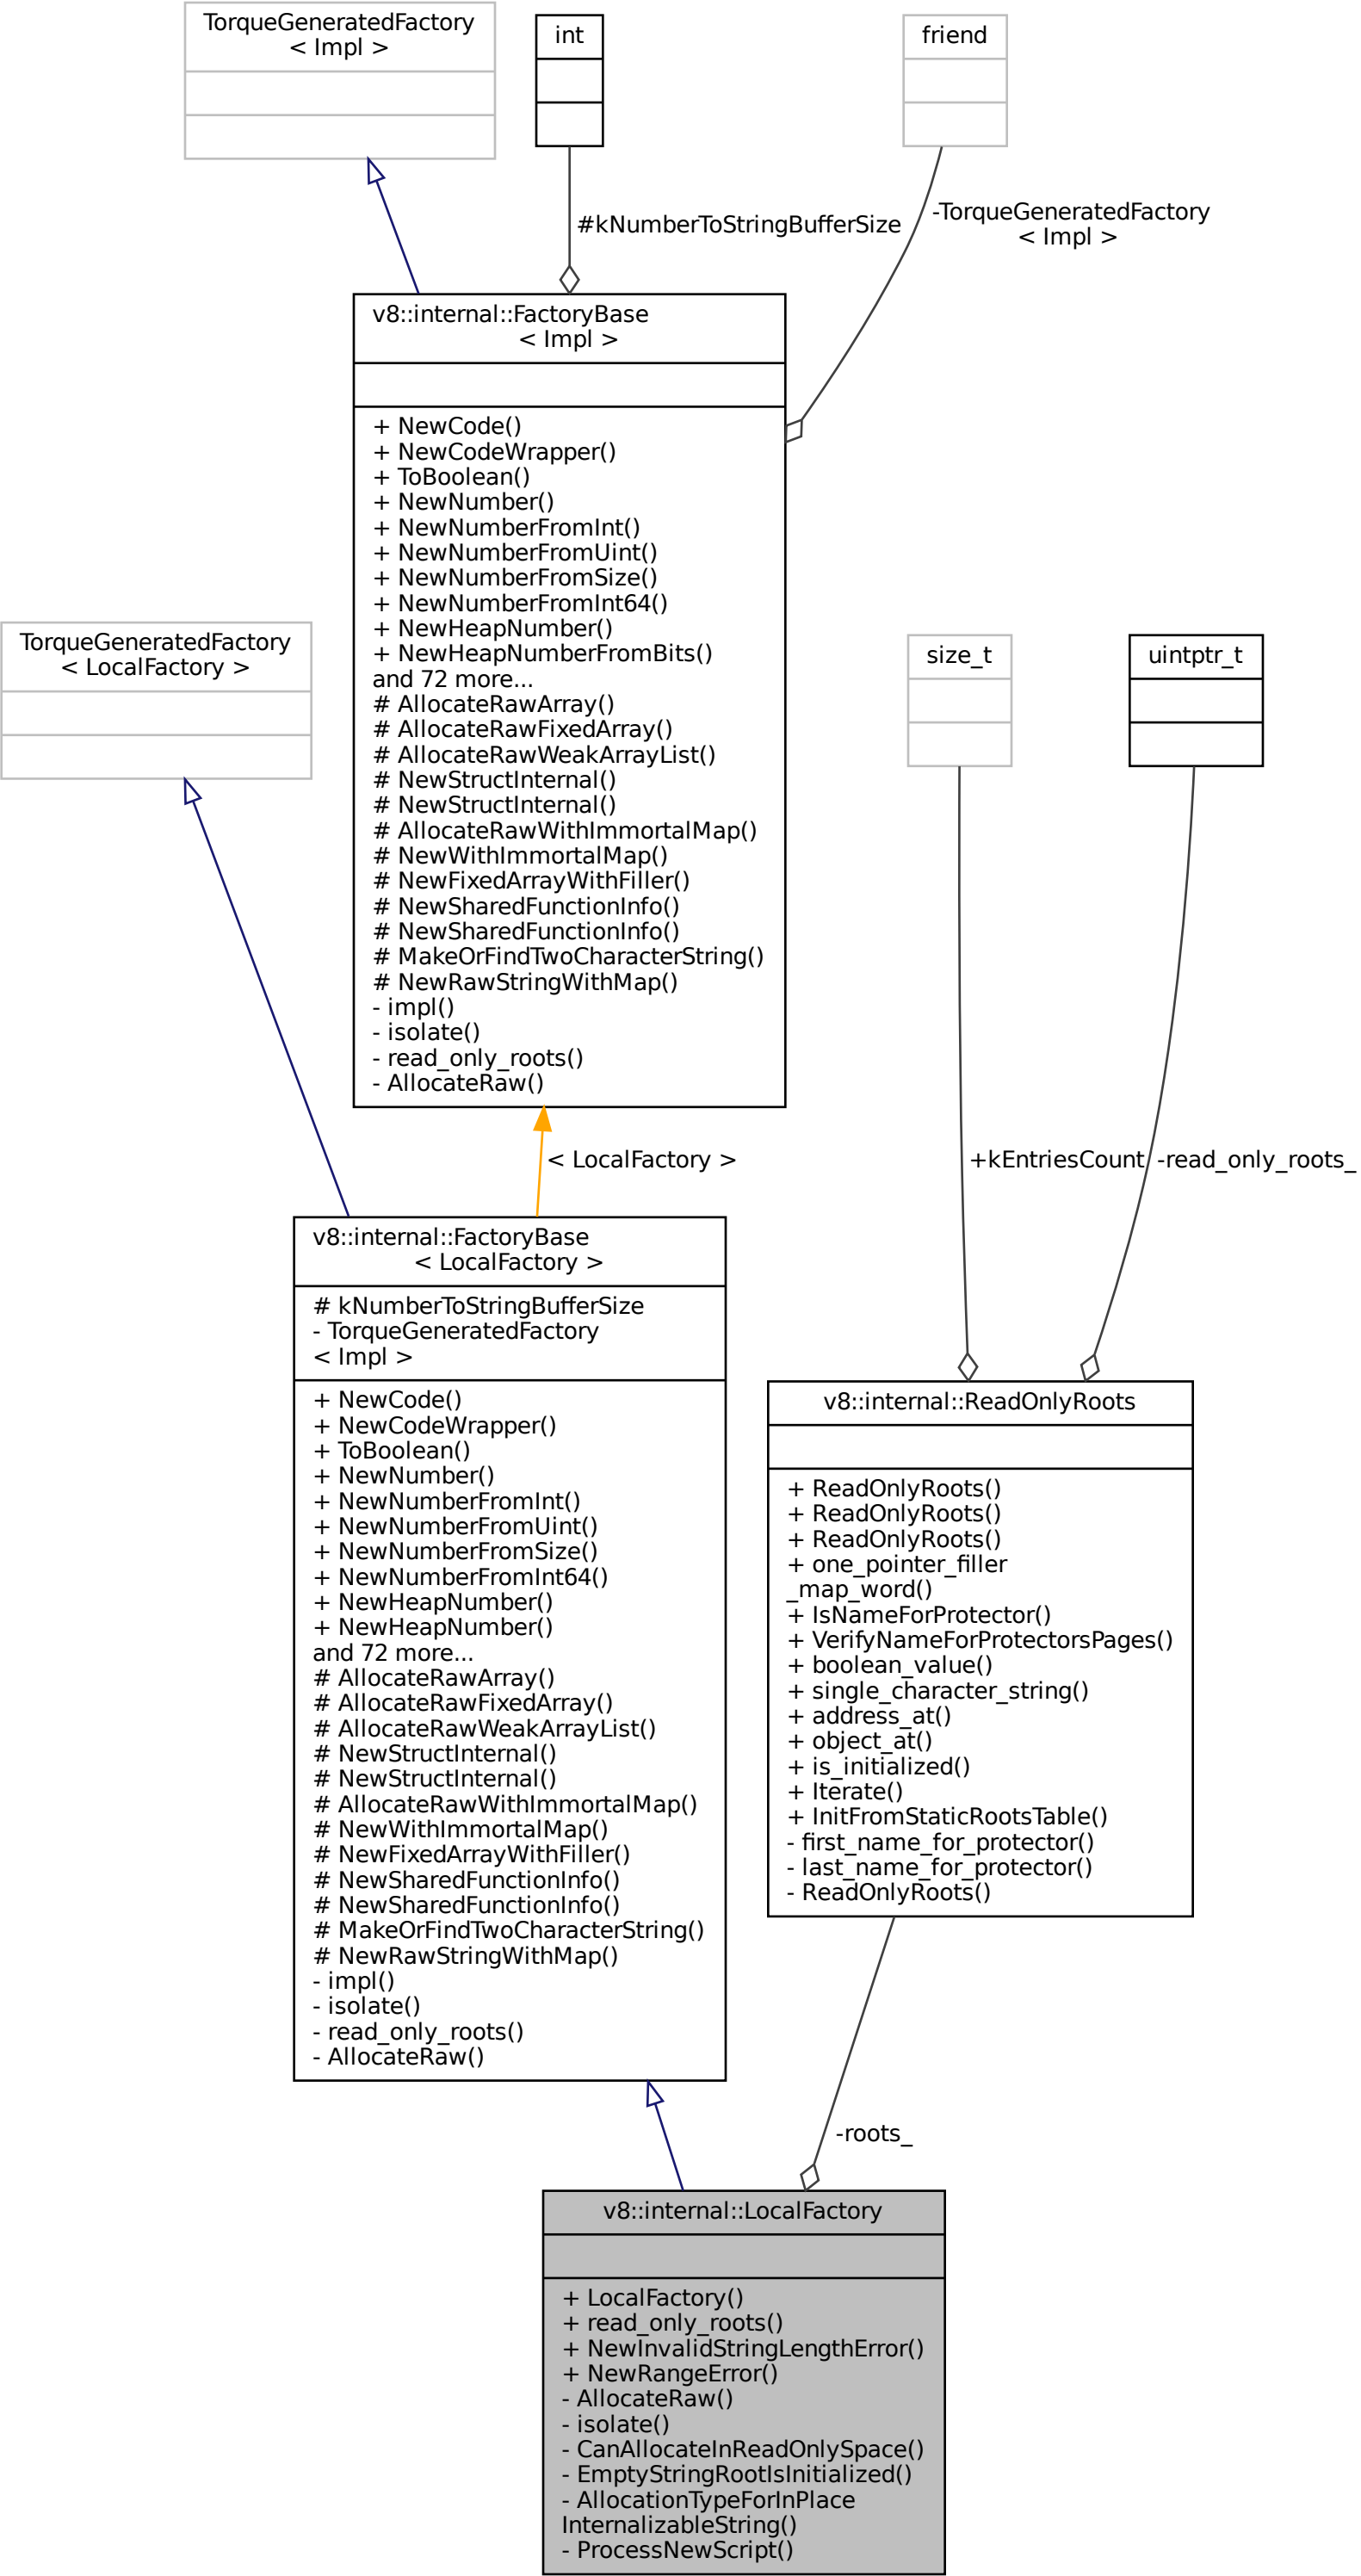 TorqueGeneratedFactory
< Impl >
int
friend
#kNumberToStringBufferSize
-TorqueGeneratedFactory
< Impl >
v8::internal::FactoryBase
< Impl >
+ NewCode()
+ NewCodeWrapper()
+ ToBoolean()
+ NewNumber()
+ NewNumberFromInt()
+ NewNumberFromUint()
+ NewNumberFromSize()
+ NewNumberFromInt64()
+ NewHeapNumber()
+ NewHeapNumberFromBits()
and 72 more...
# AllocateRawArray()
# AllocateRawFixedArray()
# AllocateRawWeakArrayList()
# NewStructInternal()
# NewStructInternal()
# AllocateRawWithImmortalMap()
# NewWithImmortalMap()
# NewFixedArrayWithFiller()
# NewSharedFunctionInfo()
# NewSharedFunctionInfo()
# MakeOrFindTwoCharacterString()
# NewRawStringWithMap()
- impl()
- isolate()
- read_only_roots()
- AllocateRaw()
TorqueGeneratedFactory
< LocalFactory >
size_t
uintptr_t
< LocalFactory >
+kEntriesCount
-read_only_roots_
v8::internal::FactoryBase
< LocalFactory >
# kNumberToStringBufferSize
- TorqueGeneratedFactory
< Impl >
+ NewCode()
+ NewCodeWrapper()
+ ToBoolean()
+ NewNumber()
+ NewNumberFromInt()
+ NewNumberFromUint()
+ NewNumberFromSize()
+ NewNumberFromInt64()
+ NewHeapNumber()
+ NewHeapNumber()
and 72 more...
# AllocateRawArray()
# AllocateRawFixedArray()
# AllocateRawWeakArrayList()
# NewStructInternal()
# NewStructInternal()
# AllocateRawWithImmortalMap()
# NewWithImmortalMap()
# NewFixedArrayWithFiller()
# NewSharedFunctionInfo()
# NewSharedFunctionInfo()
# MakeOrFindTwoCharacterString()
# NewRawStringWithMap()
- impl()
- isolate()
- read_only_roots()
- AllocateRaw()
v8::internal::ReadOnlyRoots
+ ReadOnlyRoots()
+ ReadOnlyRoots()
+ ReadOnlyRoots()
+ one_pointer_filler
_map_word()
+ IsNameForProtector()
+ VerifyNameForProtectorsPages()
+ boolean_value()
+ single_character_string()
+ address_at()
+ object_at()
+ is_initialized()
+ Iterate()
+ InitFromStaticRootsTable()
- first_name_for_protector()
- last_name_for_protector()
- ReadOnlyRoots()
-roots_
v8::internal::LocalFactory
+ LocalFactory()
+ read_only_roots()
+ NewInvalidStringLengthError()
+ NewRangeError()
- AllocateRaw()
- isolate()
- CanAllocateInReadOnlySpace()
- EmptyStringRootIsInitialized()
- AllocationTypeForInPlace
InternalizableString()
- ProcessNewScript()